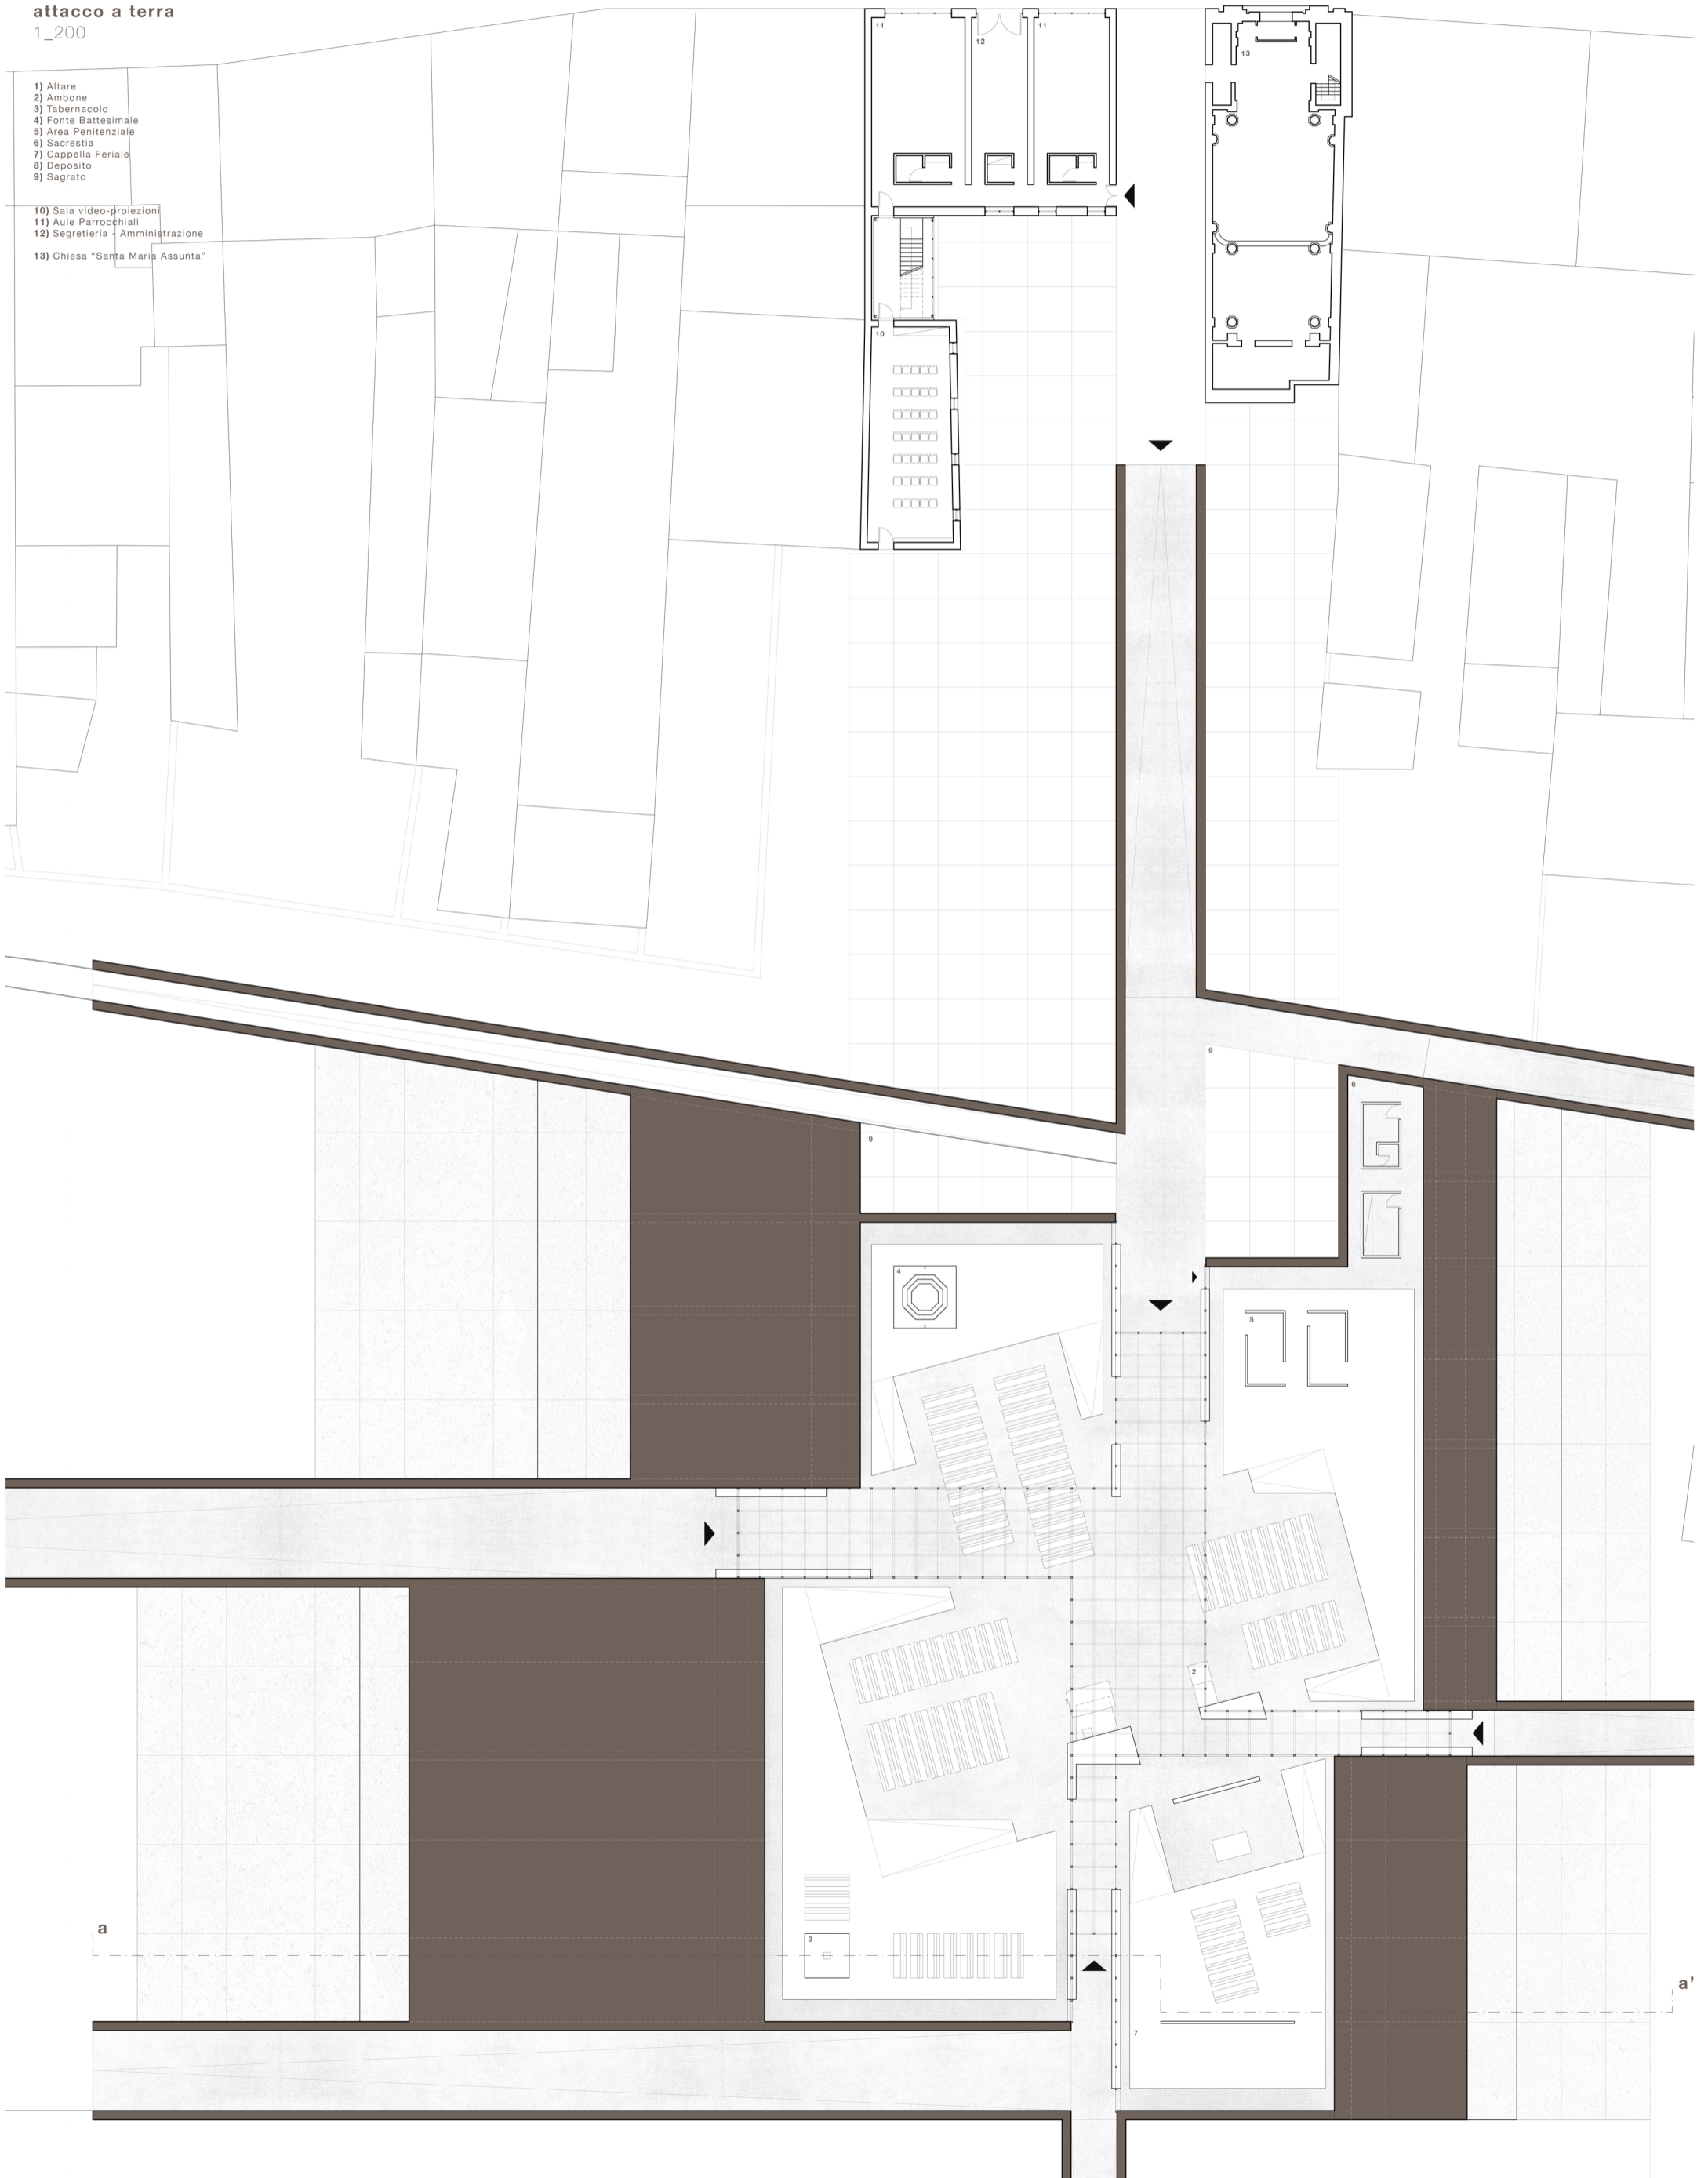 attacco a terra
1_200
1) Altare
2) Ambone
3) Tabernacolo
4) Fonte Battesimale
5) Area Penitenziale
6) Sacrestia
7) Cappella Feriale
8) Deposito
9) Sagrato
10) Sala video-proiezioni
11) Aule Parrocchiali
12) Segretieria - Amministrazione
13) Chiesa "Santa Maria Assunta"
11
12
11
13
10
9
6
9
4
5
2
1
3
7
a
a'